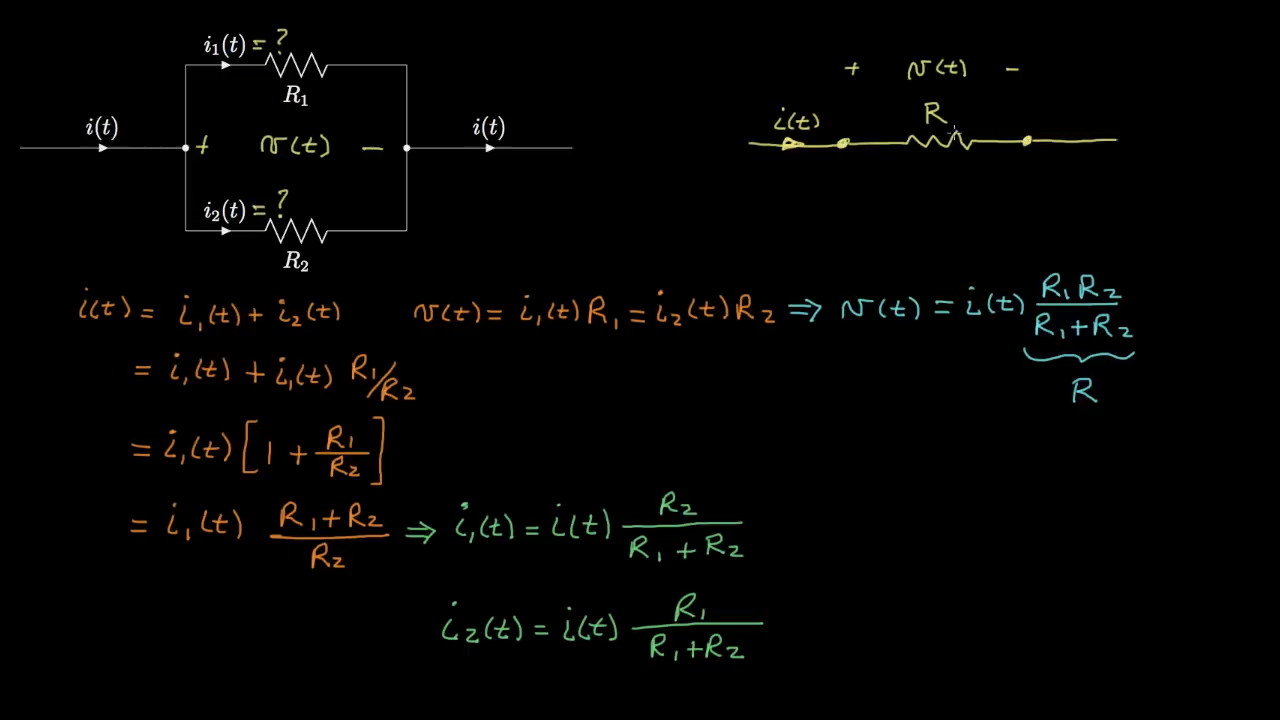 i₁(t) = ?
R₁
i(t)
+ v(t) −
i(t)
i₂(t) = ?
R₂
+ v(t) −
i(t)
R
i(t) = i₁(t) + i₂(t)
v(t) = i₁(t) R₁ = i₂(t) R₂ ⇒ v(t) = i(t) R₁R₂ / (R₁ + R₂)
R
= i₁(t) + i₁(t) R₁/R₂
= i₁(t) [1 + R₁/R₂]
= i₁(t) (R₁ + R₂)/R₂ ⇒ i₁(t) = i(t) R₂/(R₁ + R₂)
i₂(t) = i(t) R₁/(R₁ + R₂)